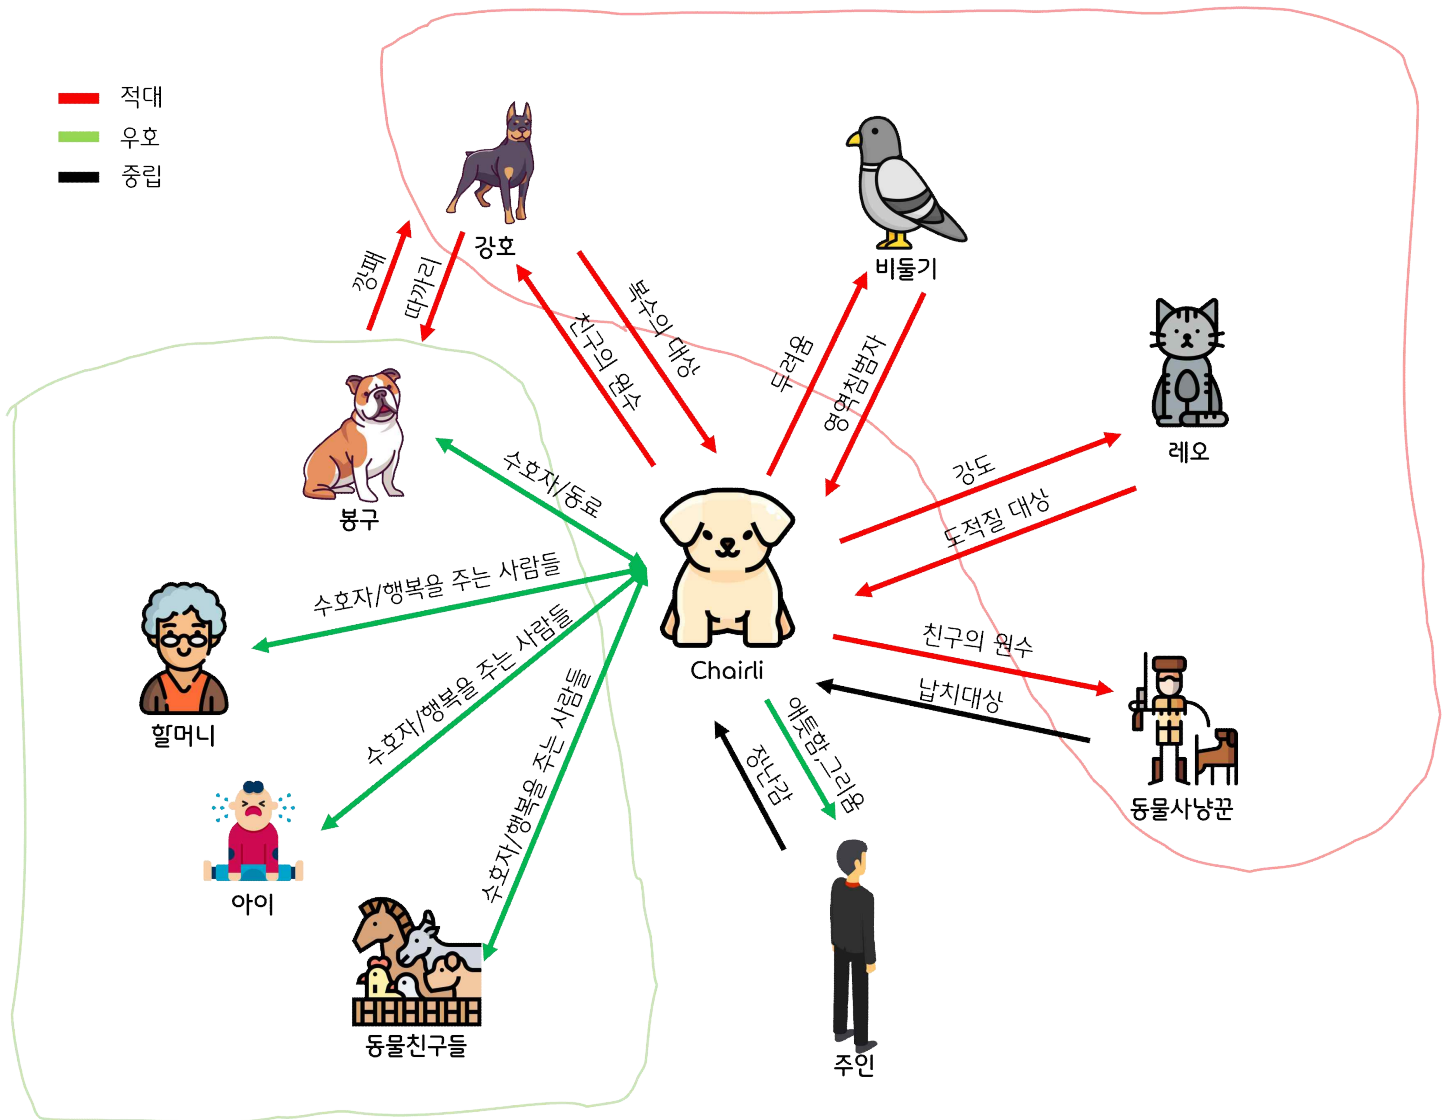 적대
우호
중립
강호
비둘기
깡패
따까리
복수의 대상
친구의 원수
두려움
영역침범자
레오
강도
도적질 대상
봉구
수호자/동료
수호자/행복을 주는 사람들
할머니
Chairli
친구의 원수
납치대상
수호자/행복을 주는 사람들
수호자/행복을 주는 사람들
애틋함,그리움
장난감
동물사냥꾼
아이
동물친구들
주인